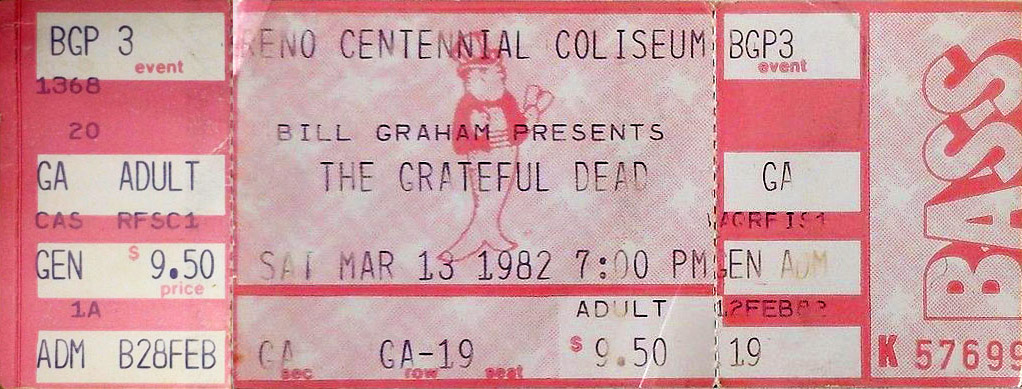 BGP 3
event
1368
20
GA ADULT
CAS RFSC1
GEN $ 9.50
price
1A
ADM B28FEB
RENO CENTENNIAL COLISEUM
BILL GRAHAM PRESENTS
THE GRATEFUL DEAD
SAT MAR 13 1982 7:00 PM
ADULT
GA GA-19 $ 9.50
sec row seat
BGP3
event
GA
GEN ADM
19
BASS
K 57699